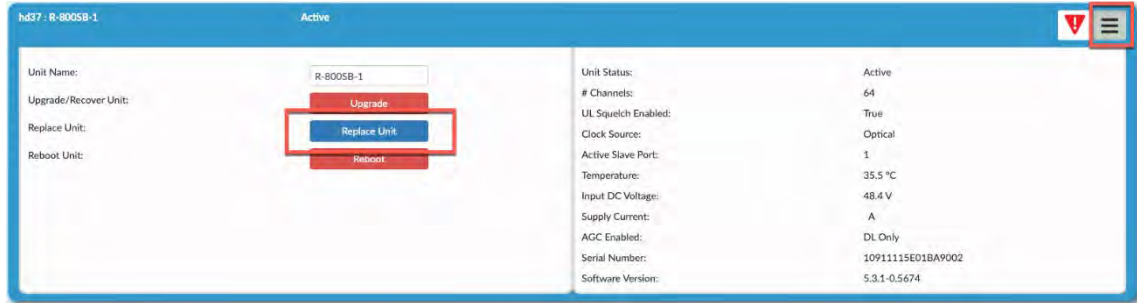 hd37 : R-800SB-1 Active
Unit Name: R-800SB-1
Upgrade/Recover Unit: Upgrade
Replace Unit: Replace Unit
Reboot Unit: Reboot
Unit Status: Active
# Channels: 64
UL Squelch Enabled: True
Clock Source: Optical
Active Slave Port: 1
Temperature: 35.5 °C
Input DC Voltage: 48.4 V
Supply Current: A
AGC Enabled: DL Only
Serial Number: 10911115E01BA9002
Software Version: 5.3.1-0.5674